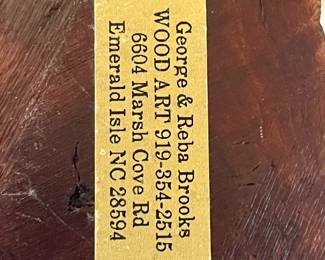 George & Reba Brooks
WOOD ART 919-354-2515
6604 Marsh Cove Rd
Emerald Isle NC 28594